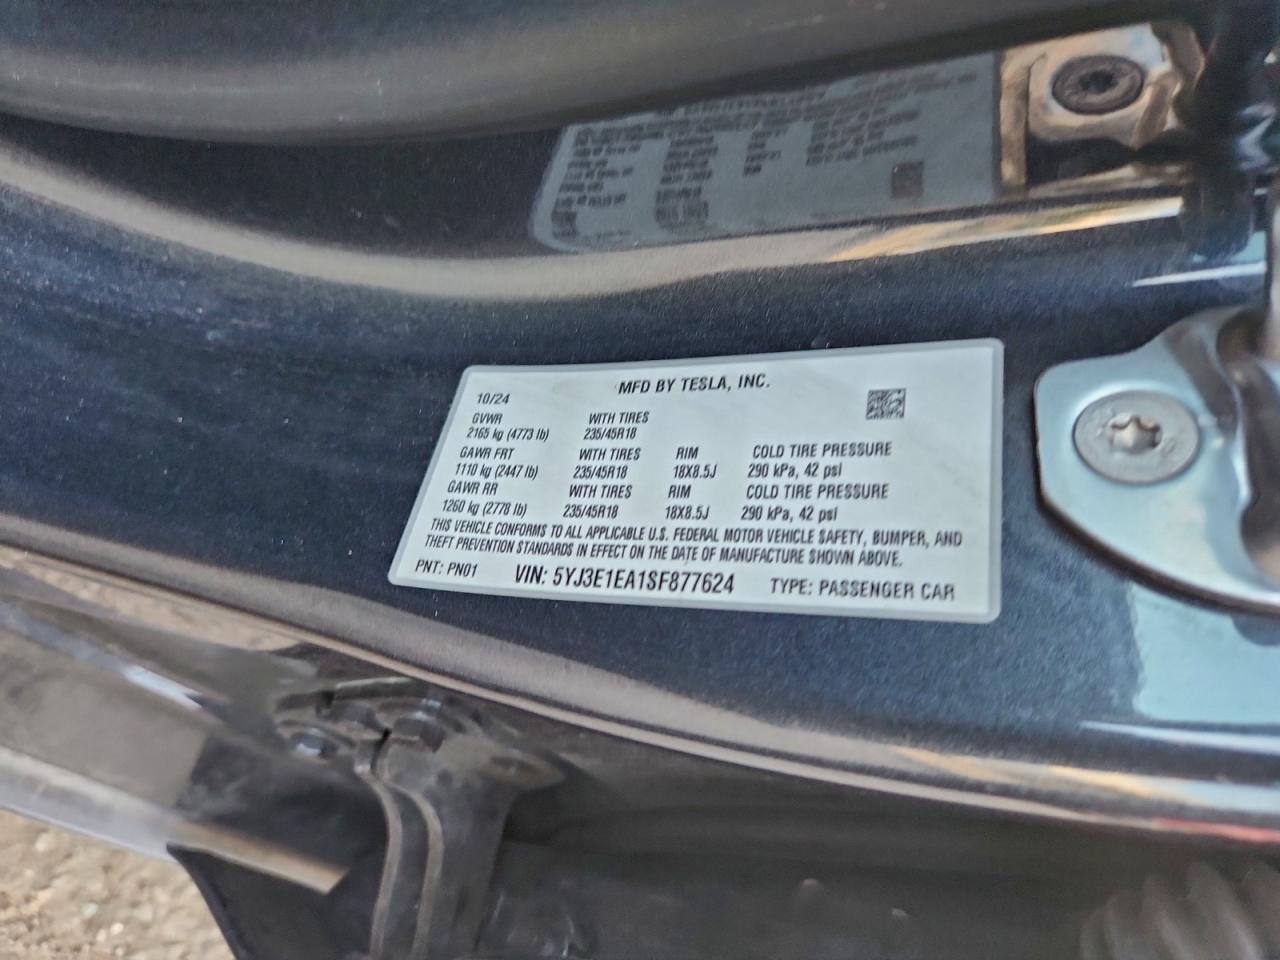 MFD BY TESLA, INC.
10/24
GVWR WITH TIRES
2165 kg (4773 lb) 235/45R18
GAWR FRT WITH TIRES RIM COLD TIRE PRESSURE
1110 kg (2447 lb) 235/45R18 18X8.5J 290 kPa, 42 psi
GAWR RR WITH TIRES RIM COLD TIRE PRESSURE
1260 kg (2778 lb) 235/45R18 18X8.5J 290 kPa, 42 psi
THIS VEHICLE CONFORMS TO ALL APPLICABLE U.S. FEDERAL MOTOR VEHICLE SAFETY, BUMPER, AND
THEFT PREVENTION STANDARDS IN EFFECT ON THE DATE OF MANUFACTURE SHOWN ABOVE.
PNT: PN01 VIN: 5YJ3E1EA1SF877624 TYPE: PASSENGER CAR